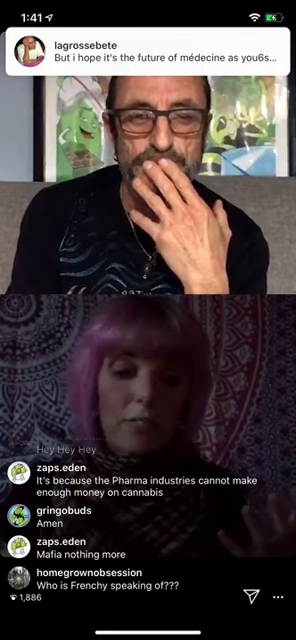 1:41
lagrossebete
But i hope it's the future of médecine as you6s...
Hey Hey Hey
zaps.eden
It's because the Pharma industries cannot make
enough money on cannabis
gringobuds
Amen
zaps.eden
Mafia nothing more
homegrownobsession
Who is Frenchy speaking of???
1,886